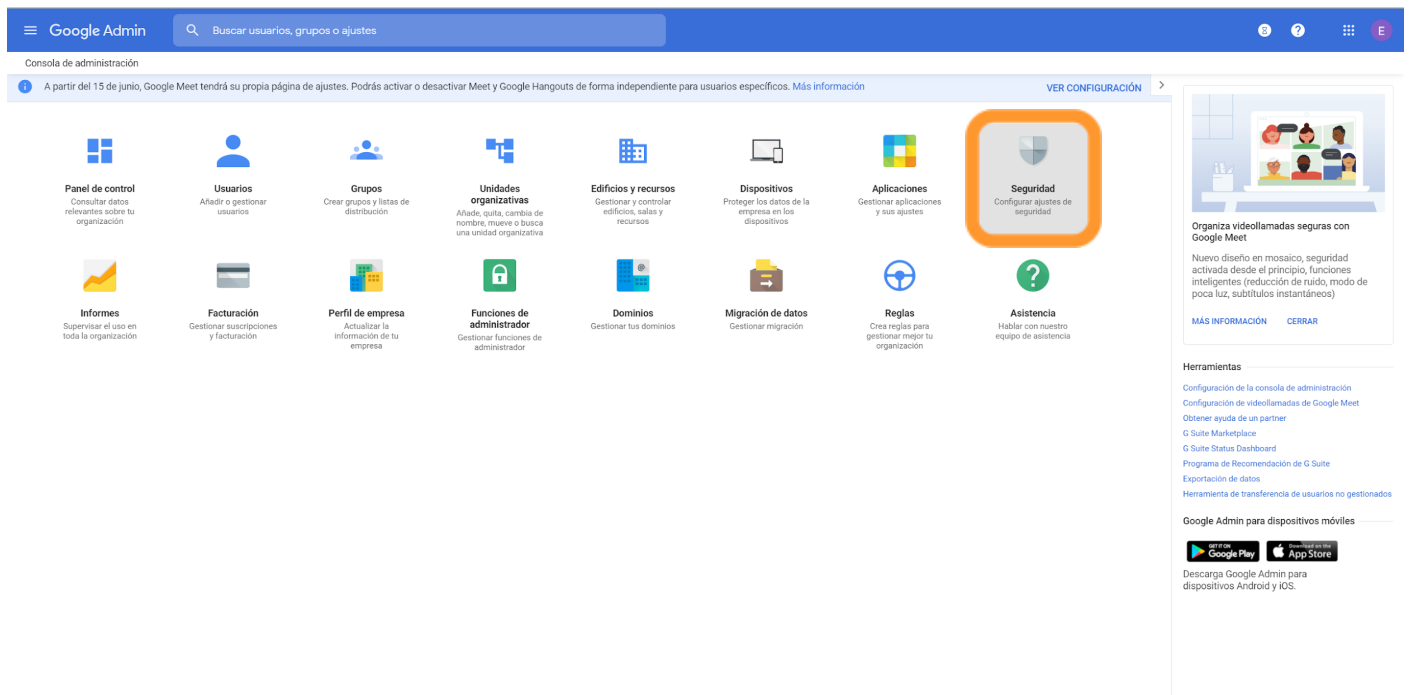 Google Admin
Buscar usuarios, grupos o ajustes
8
?
E
Consola de administración
A partir del 15 de junio, Google Meet tendrá su propia página de ajustes. Podrás activar o desactivar Meet y Google Hangouts de forma independiente para usuarios específicos. Más información
VER CONFIGURACIÓN
Panel de control
Consultar datos
relevantes sobre tu
organización
Usuarios
Añadir o gestionar
usuarios
Grupos
Crear grupos y listas de
distribución
Unidades
organizativas
Añade, quita, cambia de
nombre, mueve o busca
una unidad organizativa
Edificios y recursos
Gestionar y controlar
edificios, salas y
recursos
Dispositivos
Proteger los datos de la
empresa en los
dispositivos
Aplicaciones
Gestionar aplicaciones
y sus ajustes
Seguridad
Configurar ajustes de
seguridad
Informes
Supervisar el uso en
toda la organización
Facturación
Gestionar suscripciones
y facturación
Perfil de empresa
Actualizar la
información de tu
empresa
Funciones de
administrador
Gestionar funciones de
administrador
Dominios
Gestionar tus dominios
Migración de datos
Gestionar migración
Reglas
Crea reglas para
gestionar mejor tu
organización
Asistencia
Hablar con nuestro
equipo de asistencia
Organiza videollamadas seguras con
Google Meet
Nuevo diseño en mosaico, seguridad
activada desde el principio, funciones
inteligentes (reducción de ruido, modo de
poca luz, subtítulos instantáneos)
MÁS INFORMACIÓN
CERRAR
Herramientas
Configuración de la consola de administración
Configuración de videollamadas de Google Meet
Obtener ayuda de un partner
G Suite Marketplace
G Suite Status Dashboard
Programa de Recomendación de G Suite
Exportación de datos
Herramienta de transferencia de usuarios no gestionados
Google Admin para dispositivos móviles
GET IT ON
Google Play
Download on the
App Store
Descarga Google Admin para
dispositivos Android y iOS.